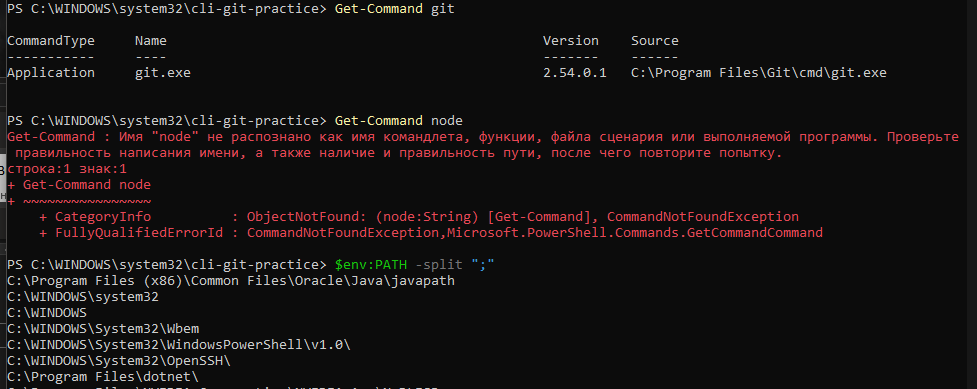 PS C:\WINDOWS\system32\cli-git-practice> Get-Command git
CommandType     Name                                               Version    Source
-----------     ----                                               -------    ------
Application     git.exe                                            2.54.0.1   C:\Program Files\Git\cmd\git.exe
PS C:\WINDOWS\system32\cli-git-practice> Get-Command node
Get-Command : Имя "node" не распознано как имя командлета, функции, файла сценария или выполняемой программы. Проверьте
 правильность написания имени, а также наличие и правильность пути, после чего повторите попытку.
строка:1 знак:1
+ Get-Command node
+ ~~~~~~~~~~~~~~~~
    + CategoryInfo          : ObjectNotFound: (node:String) [Get-Command], CommandNotFoundException
    + FullyQualifiedErrorId : CommandNotFoundException,Microsoft.PowerShell.Commands.GetCommandCommand
PS C:\WINDOWS\system32\cli-git-practice> $env:PATH -split ";"
C:\Program Files (x86)\Common Files\Oracle\Java\javapath
C:\WINDOWS\system32
C:\WINDOWS
C:\WINDOWS\System32\Wbem
C:\WINDOWS\System32\WindowsPowerShell\v1.0\
C:\WINDOWS\System32\OpenSSH\
C:\Program Files\dotnet\